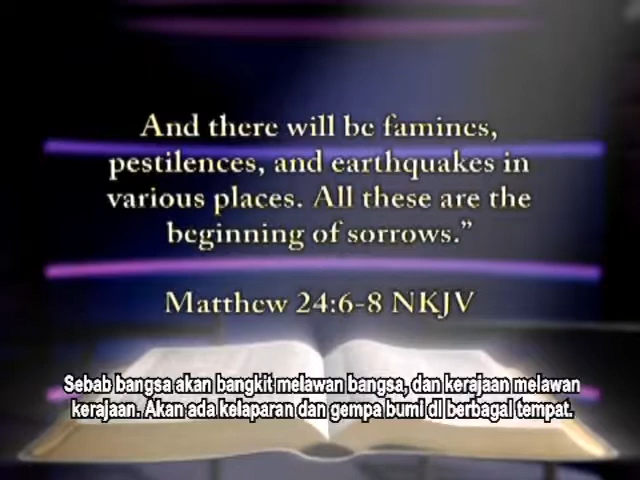 And there will be famines,
pestilences, and earthquakes in
various places. All these are the
beginning of sorrows.”
Matthew 24:6-8 NKJV
Sebab bangsa akan bangkit melawan bangsa, dan kerajaan melawan
kerajaan. Akan ada kelaparan dan gempa bumi di berbagai tempat.